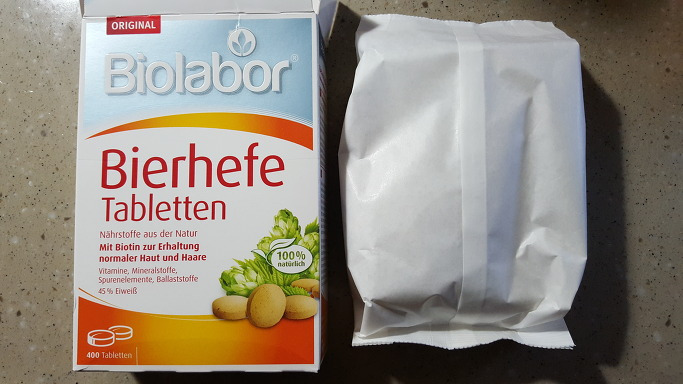 ORIGINAL
Biolabor®
Bierhefe
Tabletten
Nährstoffe aus der Natur
Mit Biotin zur Erhaltung
normaler Haut und Haare
Vitamine, Mineralstoffe,
Spurenelemente, Ballaststoffe
45 % Eiweiß
100%
natürlich
400 Tabletten